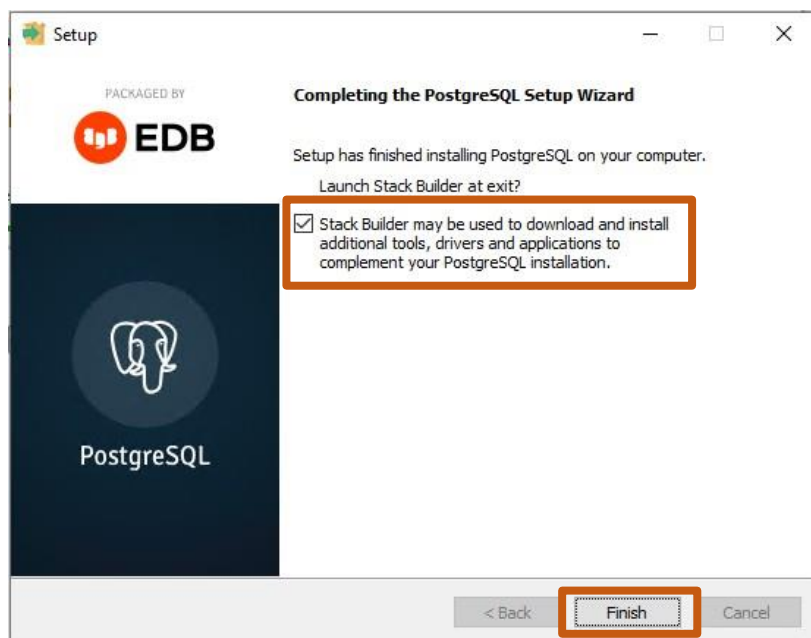 Setup
PACKAGED BY
EDB
Completing the PostgreSQL Setup Wizard
Setup has finished installing PostgreSQL on your computer.
Launch Stack Builder at exit?
Stack Builder may be used to download and install
additional tools, drivers and applications to
complement your PostgreSQL installation.
PostgreSQL
< Back
Finish
Cancel